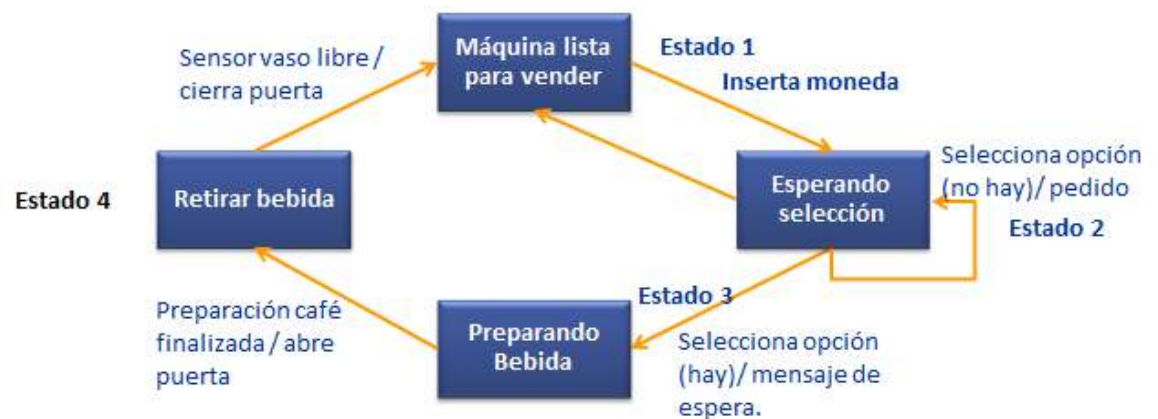 Máquina lista
para vender
Estado 1
Inserta moneda
Sensor vaso libre /
cierra puerta
Estado 4
Retirar bebida
Esperando
selección
Selecciona opción
(no hay)/ pedido
Estado 2
Preparación café
finalizada / abre
puerta
Preparando
Bebida
Estado 3
Selecciona opción
(hay)/ mensaje de
espera.